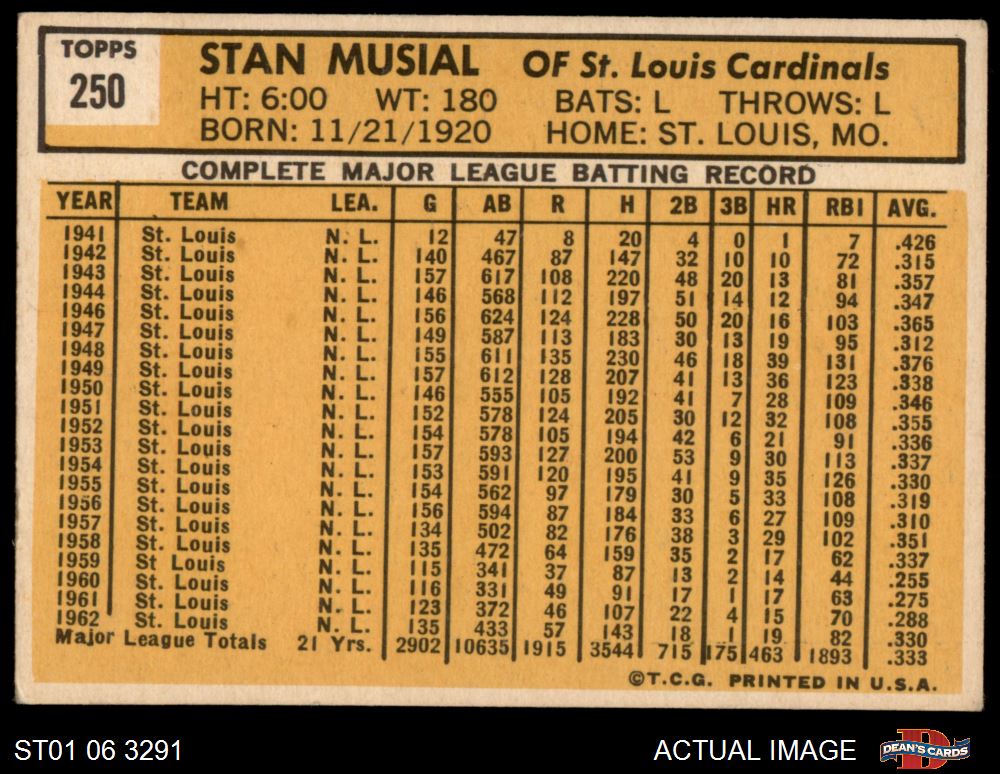 TOPPS
250
STAN MUSIAL OF St. Louis Cardinals
HT: 6:00 WT: 180 BATS: L THROWS: L
BORN: 11/21/1920 HOME: ST. LOUIS, MO.
COMPLETE MAJOR LEAGUE BATTING RECORD
YEAR TEAM LEA. G AB R H 2B 3B HR RBI AVG.
1941 St. Louis N. L. 12 47 8 20 4 0 1 7 .426
1942 St. Louis N. L. 140 467 87 147 32 10 10 72 .315
1943 St. Louis N. L. 157 617 108 220 48 20 13 81 .357
1944 St. Louis N. L. 146 568 112 197 51 14 12 94 .347
1946 St. Louis N. L. 156 624 124 228 50 20 16 103 .365
1947 St. Louis N. L. 149 587 113 183 30 13 19 95 .312
1948 St. Louis N. L. 155 611 135 230 46 18 39 131 .376
1949 St. Louis N. L. 157 612 128 207 41 13 36 123 .338
1950 St. Louis N. L. 146 555 105 192 41 7 28 109 .346
1951 St. Louis N. L. 152 578 124 205 30 12 32 108 .355
1952 St. Louis N. L. 154 578 105 194 42 6 21 91 .336
1953 St. Louis N. L. 157 593 127 200 53 9 30 113 .337
1954 St. Louis N. L. 153 591 120 195 41 9 35 126 .330
1955 St. Louis N. L. 154 562 97 179 30 5 33 108 .319
1956 St. Louis N. L. 156 594 87 184 33 6 27 109 .310
1957 St. Louis N. L. 134 502 82 176 38 3 29 102 .351
1958 St. Louis N. L. 135 472 64 159 35 2 17 62 .337
1959 St Louis N. L. 115 341 37 87 13 2 14 44 .255
1960 St. Louis N. L. 116 331 49 91 17 1 17 63 .275
1961 St. Louis N. L. 123 372 46 107 22 4 15 70 .288
1962 St. Louis N. L. 135 433 57 143 18 1 19 82 .330
Major League Totals 21 Yrs. 2902 10635 1915 3544 715 175 463 1893 .333
©T.C.G. PRINTED IN U.S.A.
ST01 06 3291 ACTUAL IMAGE DEAN'S CARDS